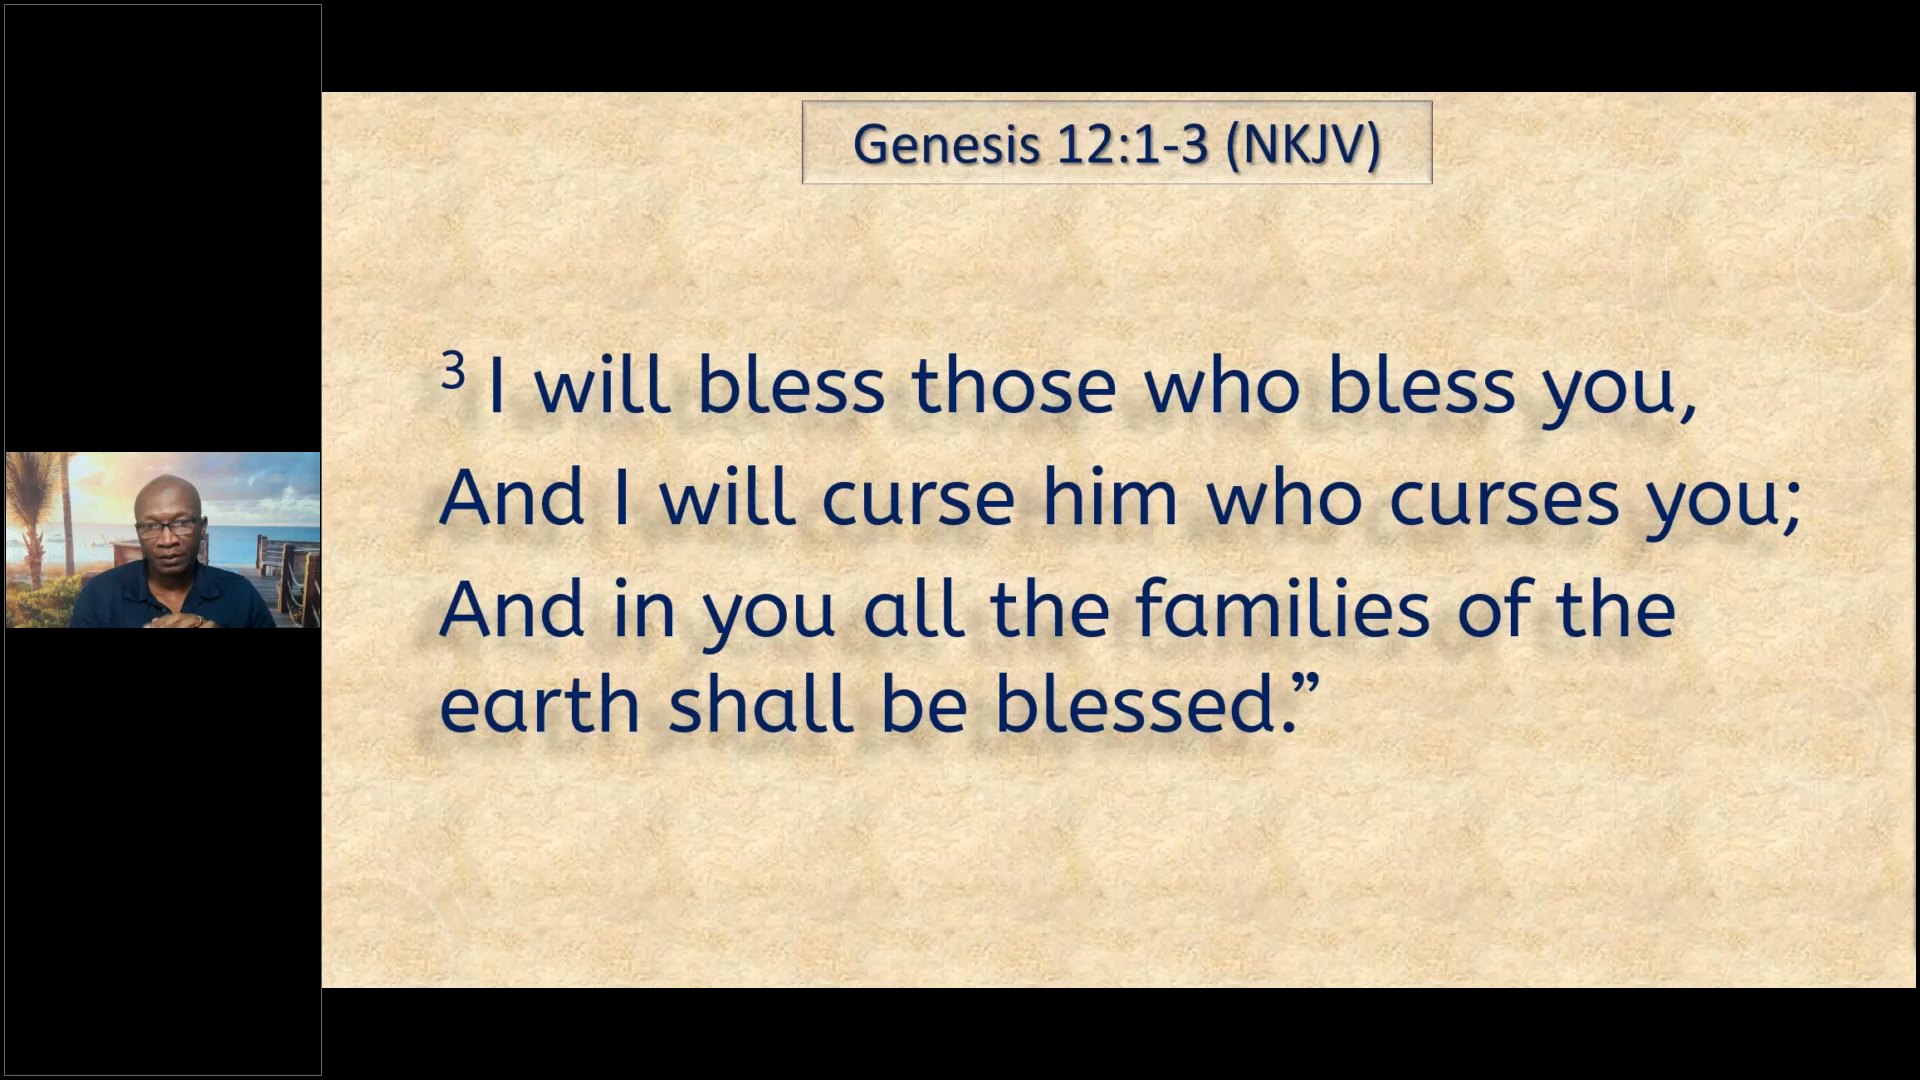 Genesis 12:1-3 (NKJV)
3 I will bless those who bless you,
And I will curse him who curses you;
And in you all the families of the
earth shall be blessed.”